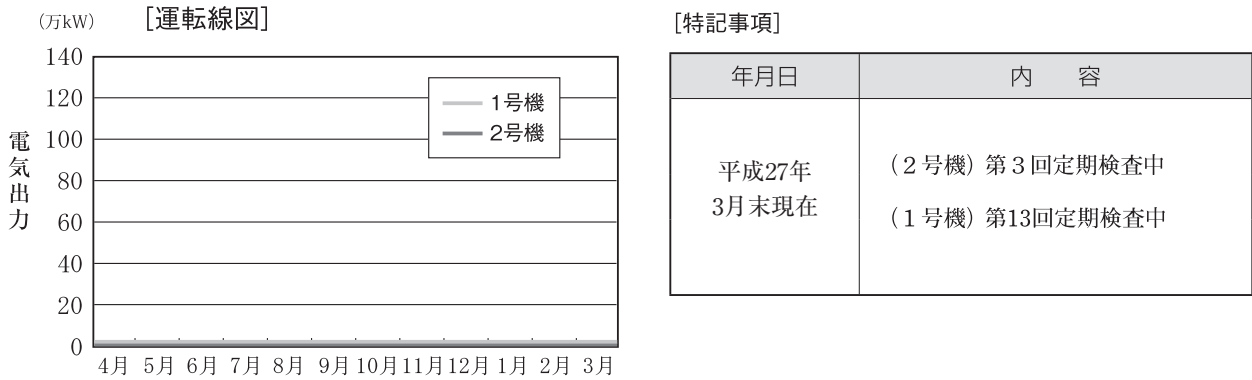 (万kW)
[運転線図]
電気出力
140
120
100
80
60
40
20
0
1号機
2号機
4月 5月 6月 7月 8月 9月 10月 11月 12月 1月 2月 3月
[特記事項]
年月日 内 容
平成27年
3月末現在
(2号機) 第3回定期検査中
(1号機) 第13回定期検査中